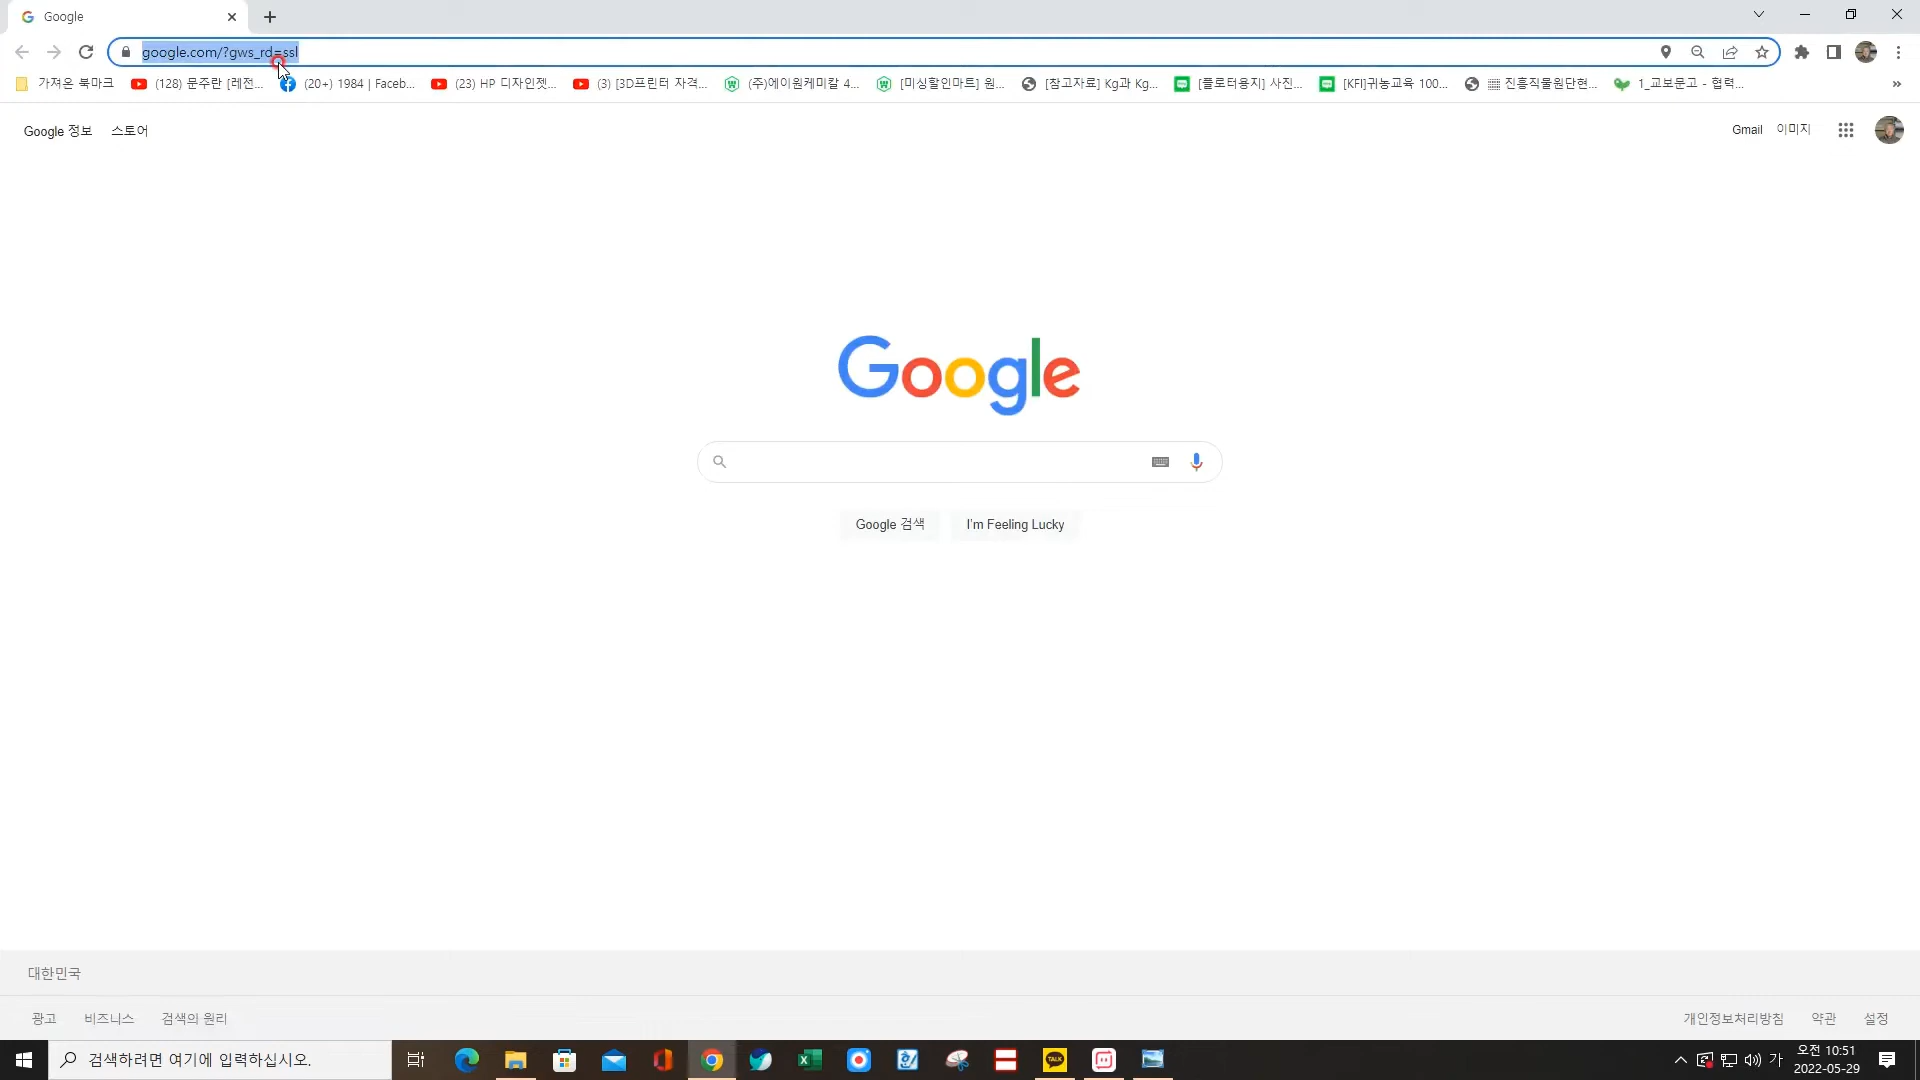 Google
google.com/?gws_rd=ssl
가져온 북마크
(128) 문주란 [레전...
(20+) 1984 | Faceb...
(23) HP 디자인젯...
(3) [3D프린터 자격...
(주)에이원케미칼 4...
[미싱할인마트] 원...
[참고자료] Kg과 Kg...
[플로터용지] 사진...
[KFI]귀농교육 100...
진흥직물원단현...
1_교보문고 - 협력...
»
Google 정보
스토어
Gmail
이미지
Google
Google 검색
I'm Feeling Lucky
대한민국
광고
비즈니스
검색의 원리
개인정보처리방침
약관
설정
검색하려면 여기에 입력하십시오.
TALK
가
오전 10:51
2022-05-29